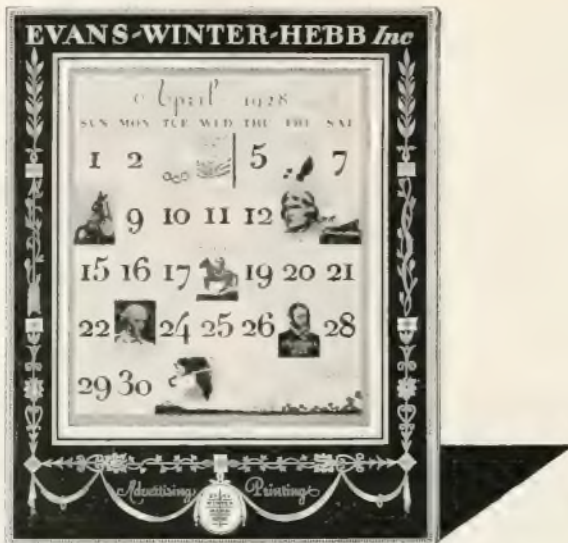 EVANS-WINTER-HEBB Inc
April 1928
SUN MON TUE WED THU FRI SAT
1 2 5 7
9 10 11 12
15 16 17 19 20 21
22 24 25 26 28
29 30
Advertising Printing